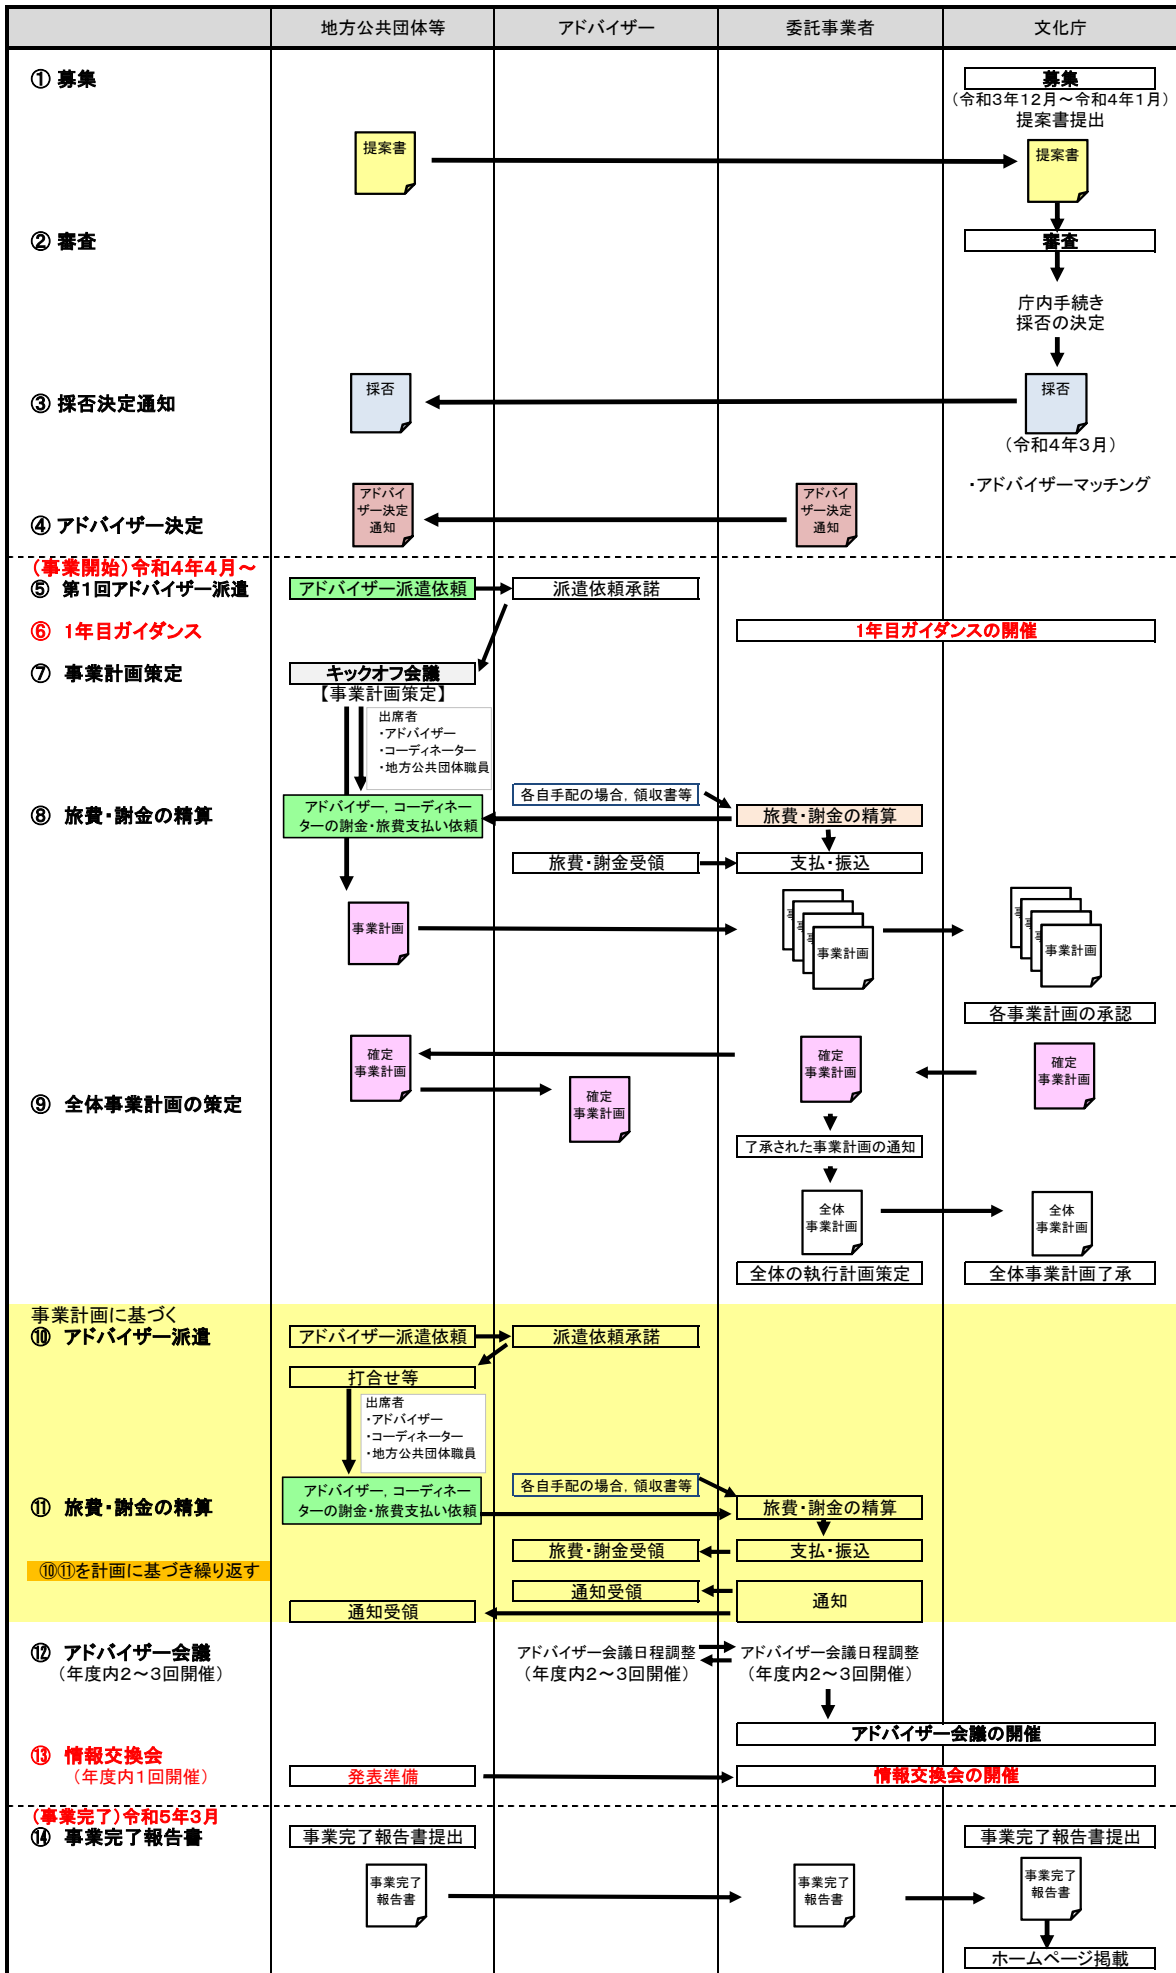 地方公共団体等
アドバイザー
委託事業者
文化庁
① 募集
募集
（令和3年12月～令和4年1月）
提案書提出
提案書
提案書
② 審査
審査
庁内手続き
採否の決定
③ 採否決定通知
採否
採否
（令和4年3月）
・アドバイザーマッチング
④ アドバイザー決定
アドバイ
ザー決定
通知
アドバイ
ザー決定
通知
（事業開始）令和4年4月～
⑤ 第1回アドバイザー派遣
アドバイザー派遣依頼
派遣依頼承諾
⑥ 1年目ガイダンス
1年目ガイダンスの開催
⑦ 事業計画策定
キックオフ会議
【事業計画策定】
出席者
・アドバイザー
・コーディネーター
・地方公共団体職員
⑧ 旅費・謝金の精算
アドバイザー，コーディネー
ターの謝金・旅費支払い依頼
各自手配の場合，領収書等
旅費・謝金の精算
旅費・謝金受領
支払・振込
事業計画
事業計画
事業計画
各事業計画の承認
確定
事業計画
確定
事業計画
確定
事業計画
確定
事業計画
⑨ 全体事業計画の策定
了承された事業計画の通知
全体
事業計画
全体
事業計画
全体の執行計画策定
全体事業計画了承
事業計画に基づく
⑩ アドバイザー派遣
アドバイザー派遣依頼
派遣依頼承諾
打合せ等
出席者
・アドバイザー
・コーディネーター
・地方公共団体職員
⑪ 旅費・謝金の精算
アドバイザー，コーディネー
ターの謝金・旅費支払い依頼
各自手配の場合，領収書等
旅費・謝金の精算
旅費・謝金受領
支払・振込
⑩⑪を計画に基づき繰り返す
通知受領
通知
通知受領
⑫ アドバイザー会議
（年度内2～3回開催）
アドバイザー会議日程調整
（年度内2～3回開催）
アドバイザー会議日程調整
（年度内2～3回開催）
アドバイザー会議の開催
⑬ 情報交換会
（年度内1回開催）
発表準備
情報交換会の開催
（事業完了）令和5年3月
⑭ 事業完了報告書
事業完了報告書提出
事業完了報告書提出
事業完了
報告書
事業完了
報告書
事業完了
報告書
ホームページ掲載